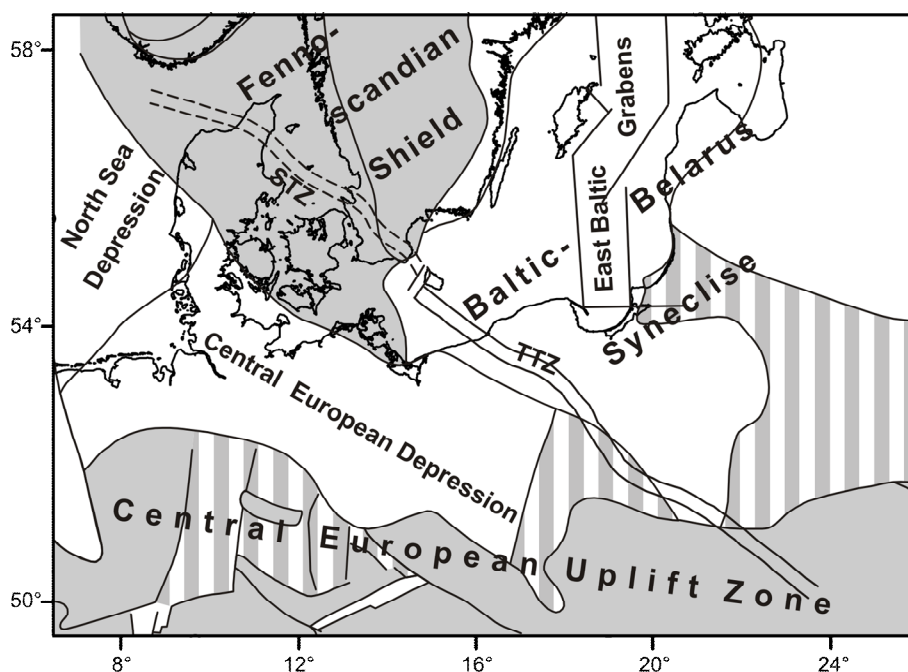 58°
54°
50°
Fenno-
scandian
Shield
STZ
North Sea
Depression
East Baltic
Grabens
Baltic-
Belarus
Syneclise
TTZ
Central European Depression
Central European Uplift Zone
8°
12°
16°
20°
24°